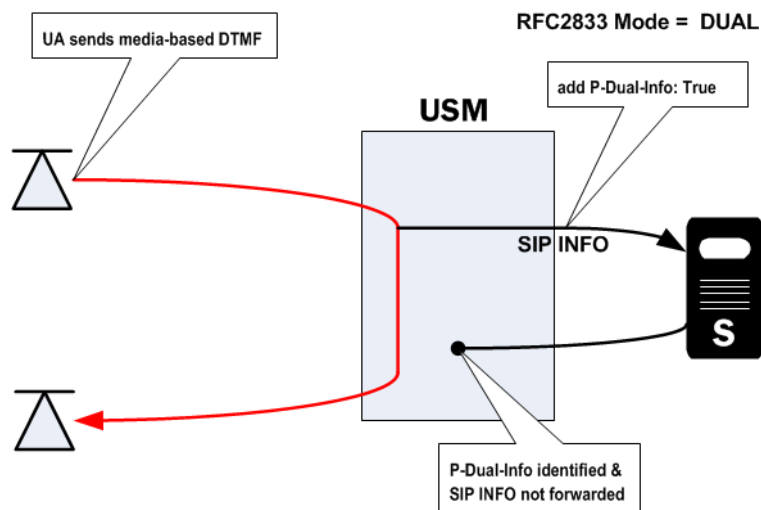 RFC2833 Mode = DUAL
UA sends media-based DTMF
add P-Dual-Info: True
USM
SIP INFO
S
P-Dual-Info identified &
SIP INFO not forwarded